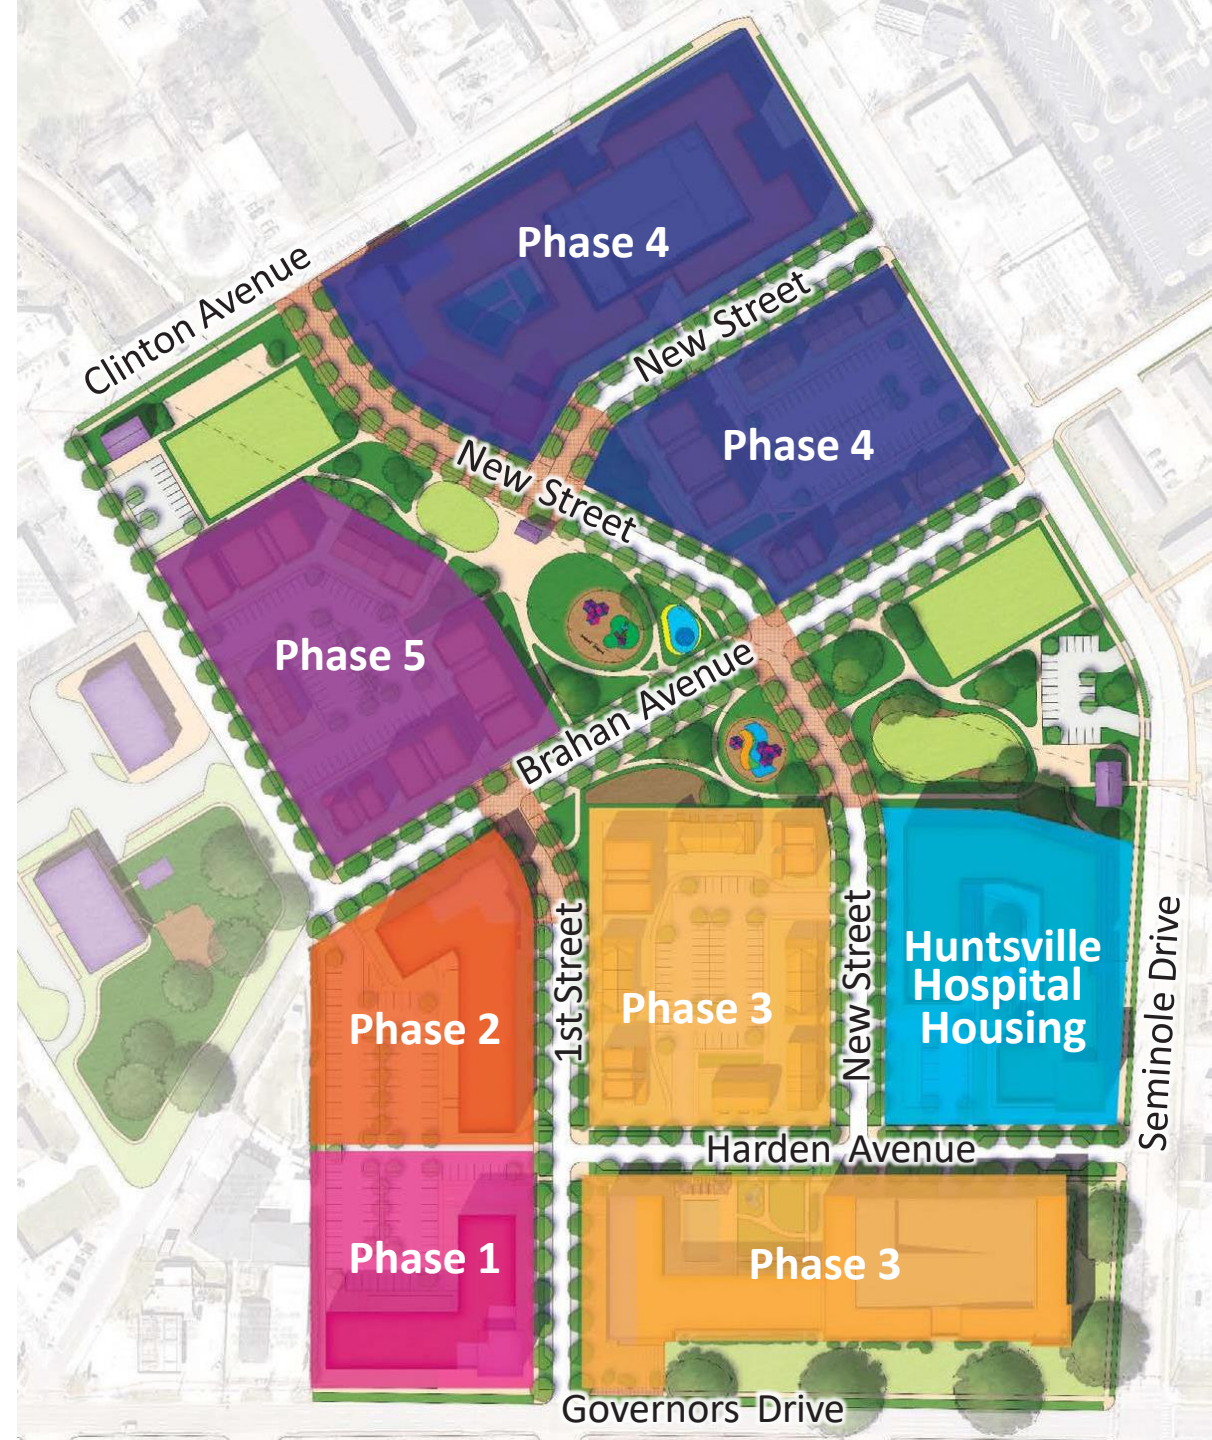 Phase 4
Clinton Avenue
New Street
Phase 4
New Street
Phase 5
Brahan Avenue
Phase 2
1st Street
Phase 3
New Street
Huntsville
Hospital
Housing
Seminole Drive
Harden Avenue
Phase 1
Phase 3
Governors Drive